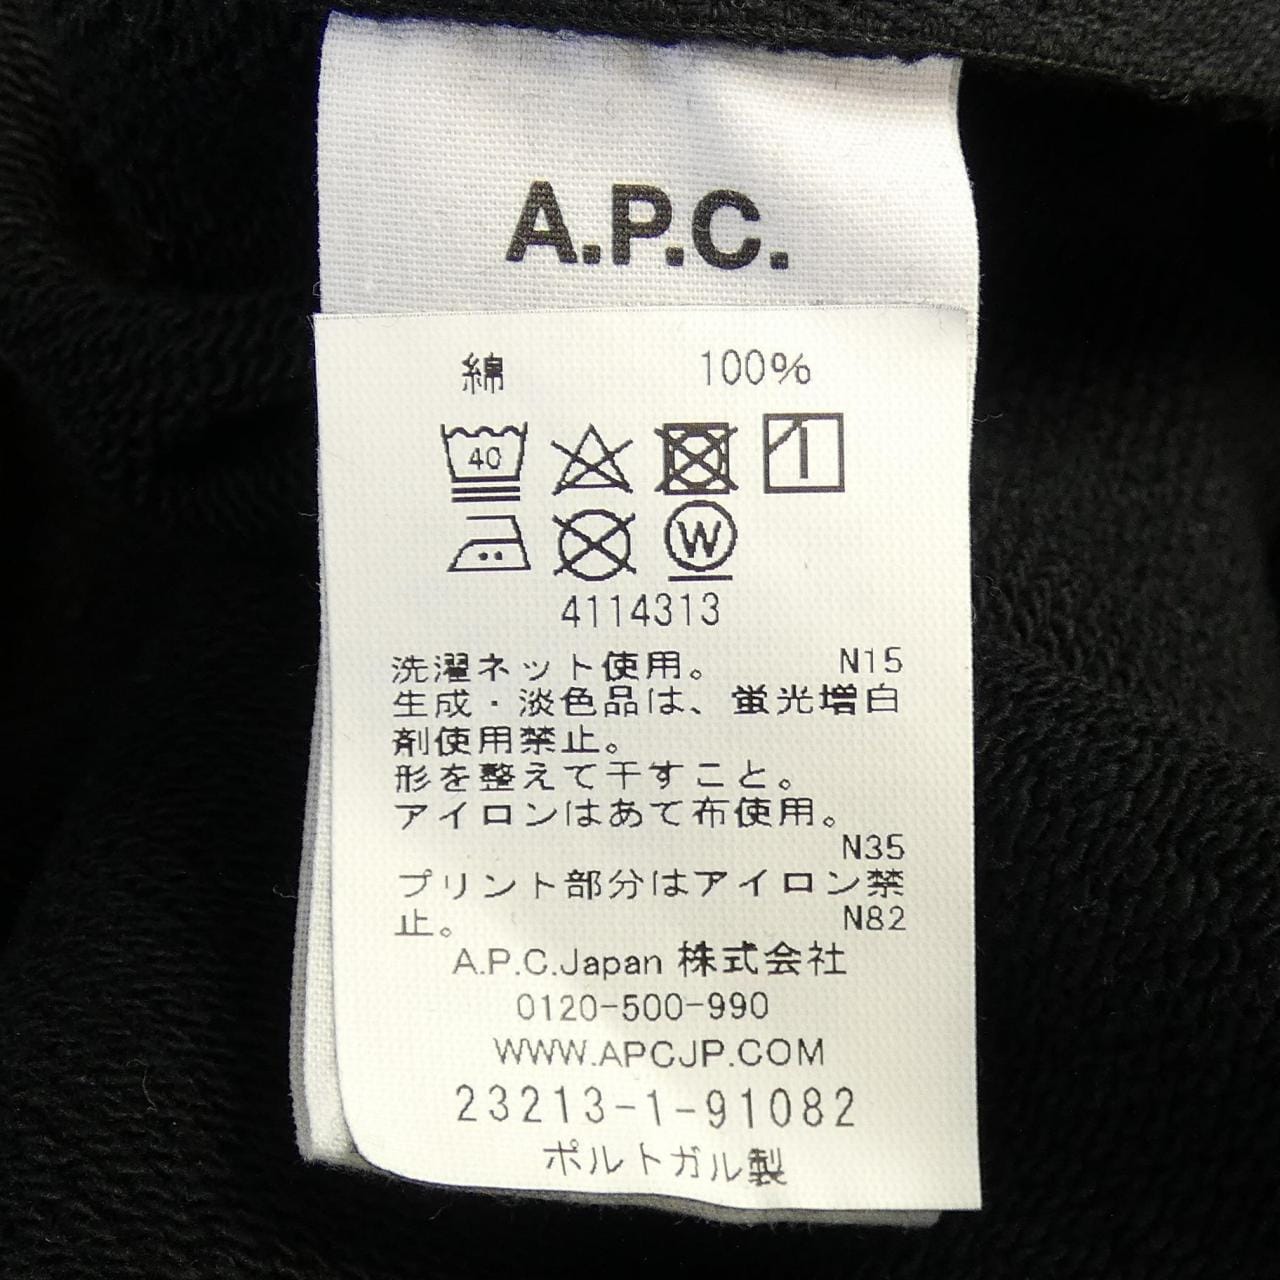 A.P.C.
綿 100%
40
W
4114313
洗濯ネット使用。 N15
生成・淡色品は、蛍光増白
剤使用禁止。
形を整えて干すこと。
アイロンはあて布使用。
N35
プリント部分はアイロン禁
止。 N82
A.P.C.Japan 株式会社
0120-500-990
WWW.APCJP.COM
23213-1-91082
ポルトガル製